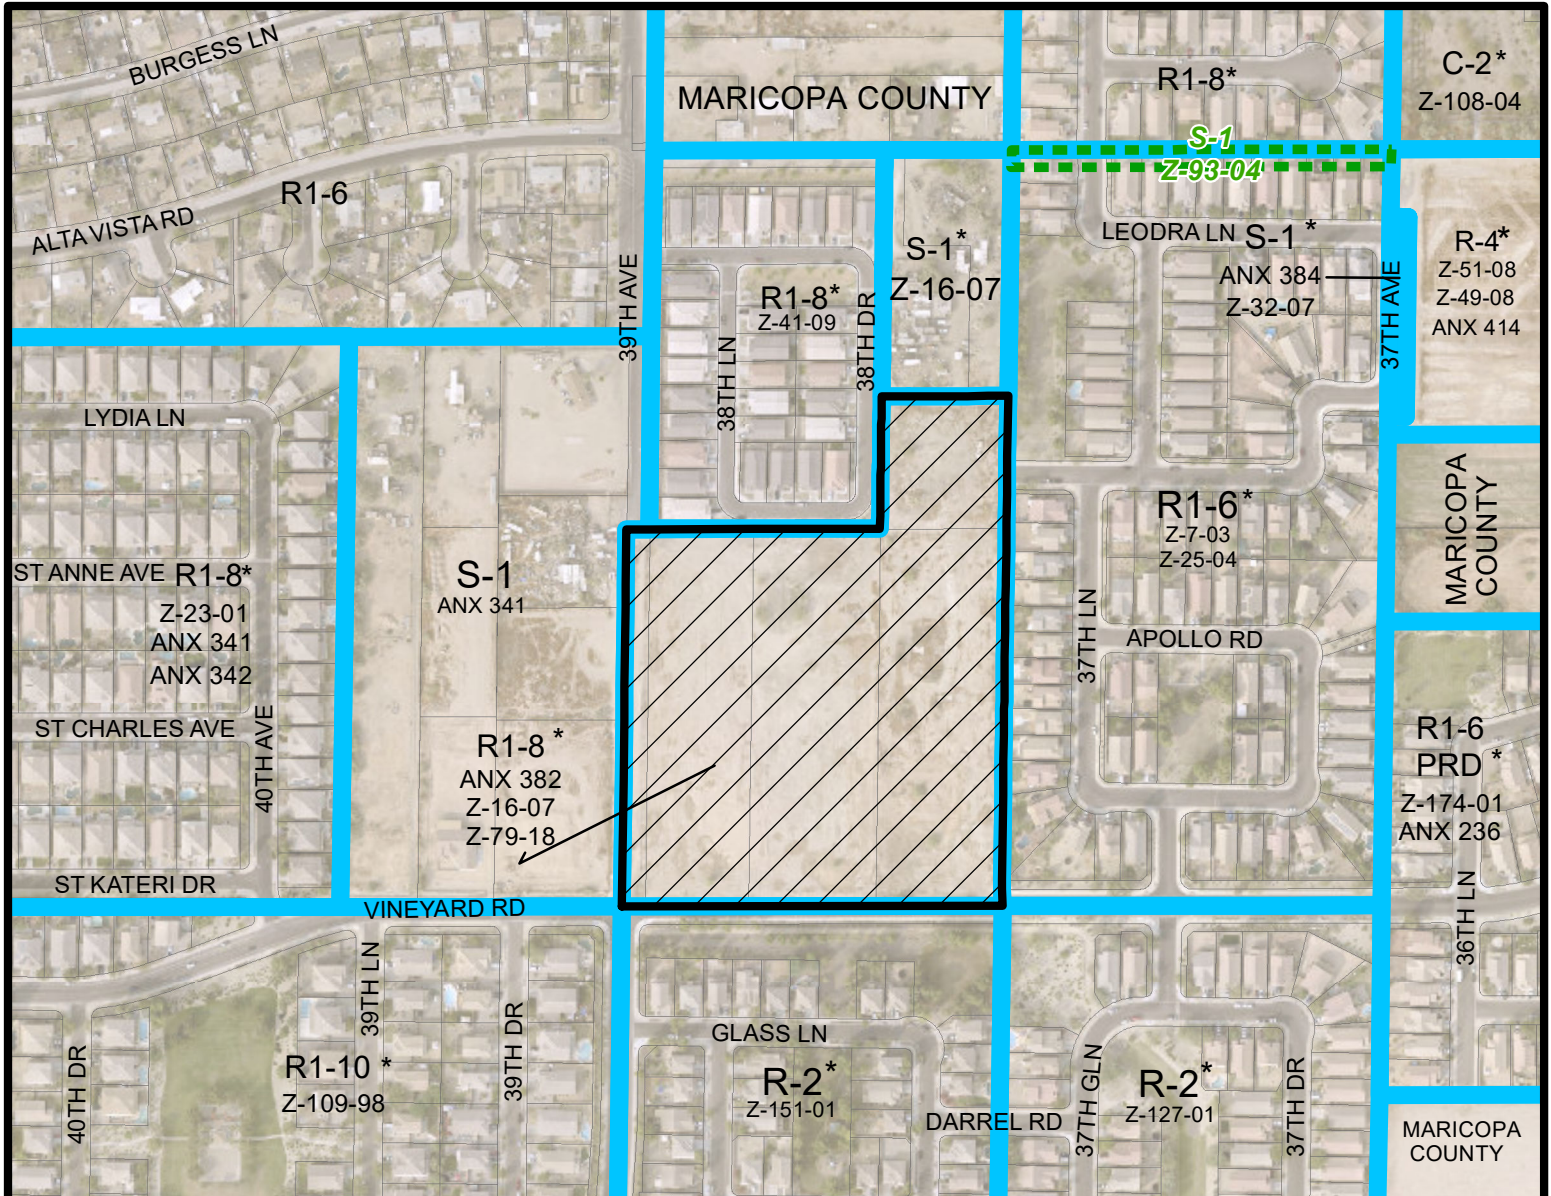 BURGESS LN
MARICOPA COUNTY
R1-8*
C-2*
Z-108-04
S-1
Z-93-04
R1-6
ALTA VISTA RD
39TH AVE
R1-8*
Z-41-09
38TH LN
38TH DR
S-1*
Z-16-07
LEODRA LN
S-1 *
ANX 384
Z-32-07
37TH AVE
R-4*
Z-51-08
Z-49-08
ANX 414
LYDIA LN
MARICOPA
COUNTY
R1-6*
Z-7-03
Z-25-04
ST ANNE AVE
R1-8*
Z-23-01
ANX 341
ANX 342
S-1
ANX 341
37TH LN
APOLLO RD
ST CHARLES AVE
40TH AVE
R1-8 *
ANX 382
Z-16-07
Z-79-18
R1-6
PRD *
Z-174-01
ANX 236
ST KATERI DR
VINEYARD RD
36TH LN
39TH LN
39TH DR
40TH DR
R1-10 *
Z-109-98
GLASS LN
R-2*
Z-151-01
DARREL RD
37TH GLN
R-2*
Z-127-01
37TH DR
MARICOPA
COUNTY